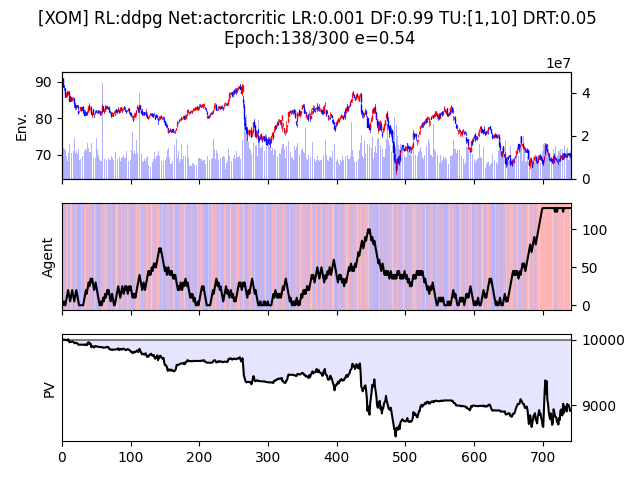 [XOM] RL:ddpg Net:actorcritic LR:0.001 DF:0.99 TU:[1,10] DRT:0.05
Epoch:138/300 e=0.54
1e7
90
80
70
Env.
4
2
0
Agent
100
50
0
PV
10000
9000
0 100 200 300 400 500 600 700